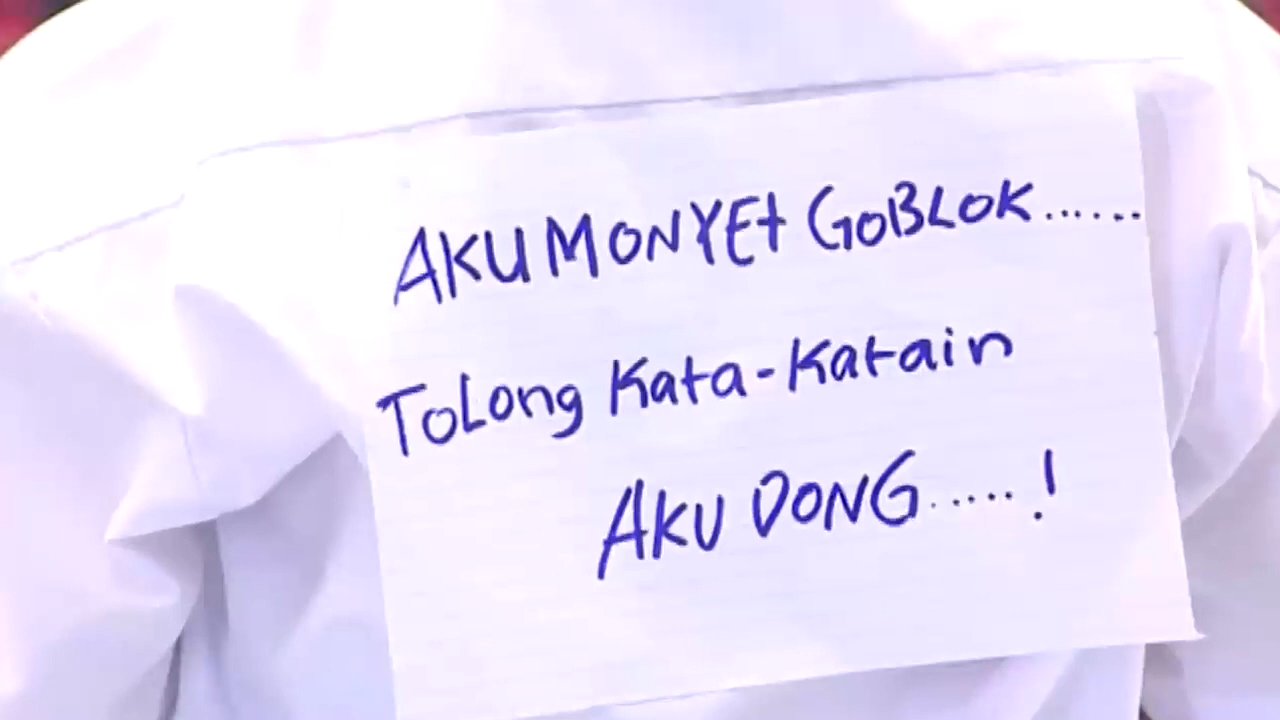 AKU MONYEt GOBLOK......
TOLong Kata-Katain
AKU DONG.....!